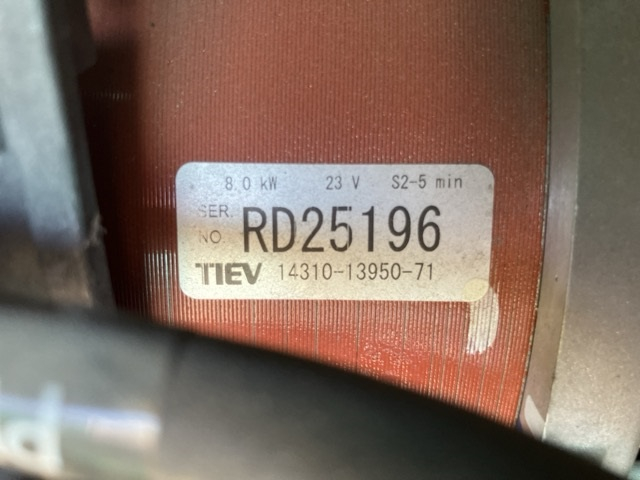 8.0 kW 23 V S2-5 min
SER.
NO. RD25196
TIEV 14310-13950-71